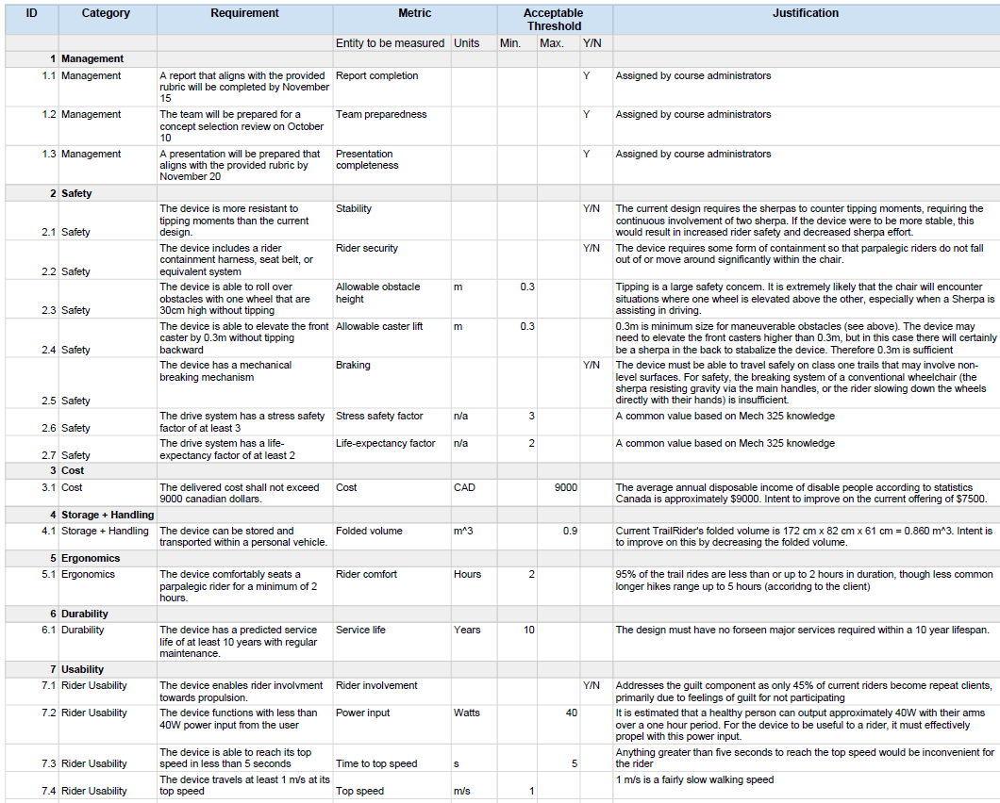 ID Category Requirement Metric Acceptable Threshold Justification
Entity to be measured Units Min. Max. Y/N
1 Management
1.1 Management A report that aligns with the provided Report completion Y Assigned by course administrators
rubric will be completed by November
15
1.2 Management The team will be prepared for a Team preparedness Y Assigned by course administrators
concept selection review on October
10
1.3 Management A presentation will be prepared that Presentation Y Assigned by course administrators
aligns with the provided rubric by completeness
November 20
2 Safety
The device is more resistant to Stability Y/N The current design requires the sherpas to counter tipping moments, requiring the
tipping moments than the current continuous involvement of two sherpa. If the device were to be more stable, this
2.1 Safety design. would result in increased rider safety and decreased sherpa effort.
The device includes a rider Rider security Y/N The device requires some form of containment so that parpalegic riders do not fall
containment harness, seat belt, or out of or move around significantly within the chair.
2.2 Safety equivalent system
The device is able to roll over Allowable obstacle m 0.3 Tipping is a large safety concern. It is extremely likely that the chair will encounter
obstacles with one wheel that are height situations where one wheel is elevated above the other, especially when a Sherpa is
2.3 Safety 30cm high without tipping assisting in driving.
The device is able to elevate the front Allowable caster lift m 0.3 0.3m is minimum size for maneuverable obstacles (see above). The device may
caster by 0.3m without tipping need to elevate the front casters higher than 0.3m, but in this case there will certainly
2.4 Safety backward be a sherpa in the back to stabalize the device. Therefore 0.3m is sufficient
The device has a mechanical Braking Y/N The device must be able to travel safely on class one trails that may involve non-
breaking mechanism level surfaces. For safety, the breaking system of a conventional wheelchair (the
sherpa resisting gravity via the main handles, or the rider slowing down the wheels
2.5 Safety directly with their hands) is insufficient.
The drive system has a stress safety Stress safety factor n/a 3 A common value based on Mech 325 knowledge
2.6 Safety factor of at least 3
The drive system has a life- Life-expectancy factor n/a 2 A common value based on Mech 325 knowledge
2.7 Safety expectancy factor of at least 2
3 Cost
3.1 Cost The delivered cost shall not exceed Cost CAD 9000 The average annual disposable income of disable people according to statistics
9000 canadian dollars. Canada is approximately $9000. Intent to improve on the current offering of $7500.
4 Storage + Handling
4.1 Storage + Handling The device can be stored and Folded volume m^3 0.9 Current TrailRider's folded volume is 172 cm x 82 cm x 61 cm = 0.860 m^3. Intent is
transported within a personal vehicle. to improve on this by decreasing the folded volume.
5 Ergonomics
5.1 Ergonomics The device comfortably seats a Rider comfort Hours 2 95% of the trail rides are less than or up to 2 hours in duration, though less common
parpalegic rider for a minimum of 2 longer hikes range up to 5 hours (accoridng to the client)
hours.
6 Durability
6.1 Durability The device has a predicted service Service life Years 10 The design must have no forseen major services required within a 10 year lifespan.
life of at least 10 years with regular
maintenance.
7 Usability
7.1 Rider Usability The device enables rider involvment Rider involvement Y/N Addresses the guilt component as only 45% of current riders become repeat clients,
towards propulsion. primarily due to feelings of guilt for not participating
7.2 Rider Usability The device functions with less than Power input Watts 40 It is estimated that a healthy person can output approximately 40W with their arms
40W power input from the user over a one hour period. For the device to be useful to a rider, it must effectively
propel with this power input.
The device is able to reach its top Anything greater than five seconds to reach the top speed would be inconvenient for
7.3 Rider Usability speed in less than 5 seconds Time to top speed s 5 the rider
The device travels at least 1 m/s at its 1 m/s is a fairly slow walking speed
7.4 Rider Usability top speed Top speed m/s 1